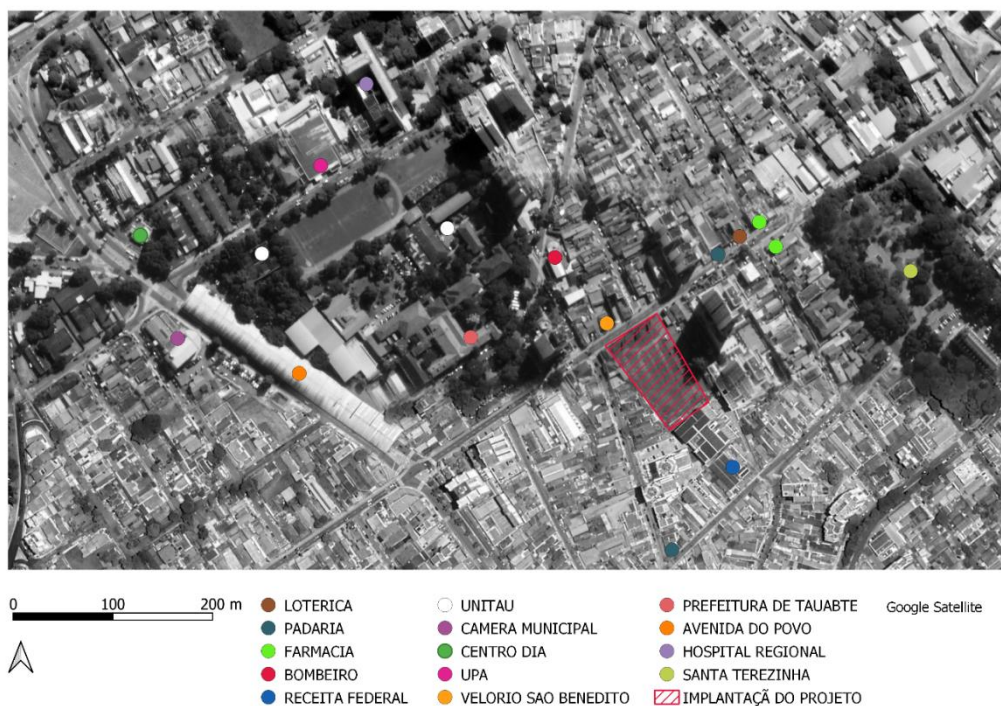 0 100 200 m
LOTERICA
PADARIA
FARMACIA
BOMBEIRO
RECEITA FEDERAL
UNITAU
CAMERA MUNICIPAL
CENTRO DIA
UPA
VELORIO SAO BENEDITO
PREFEITURA DE TAUABTE
AVENIDA DO POVO
HOSPITAL REGIONAL
SANTA TEREZINHA
IMPLANTAÇÃ DO PROJETO
Google Satellite